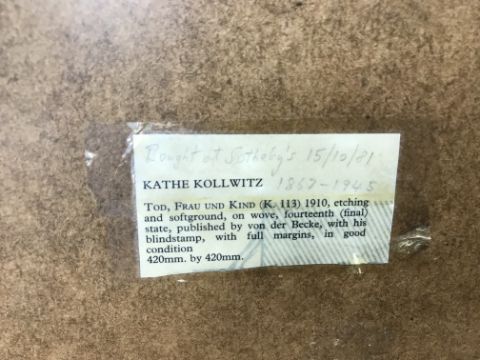 Bought at Sotheby's 15/10/81
KATHE KOLLWITZ 1867-1945
TOD, FRAU UND KIND (K. 113) 1910, etching
and softground, on wove, fourteenth (final)
state, published by von der Becke, with his
blindstamp, with full margins, in good
condition
420mm. by 420mm.